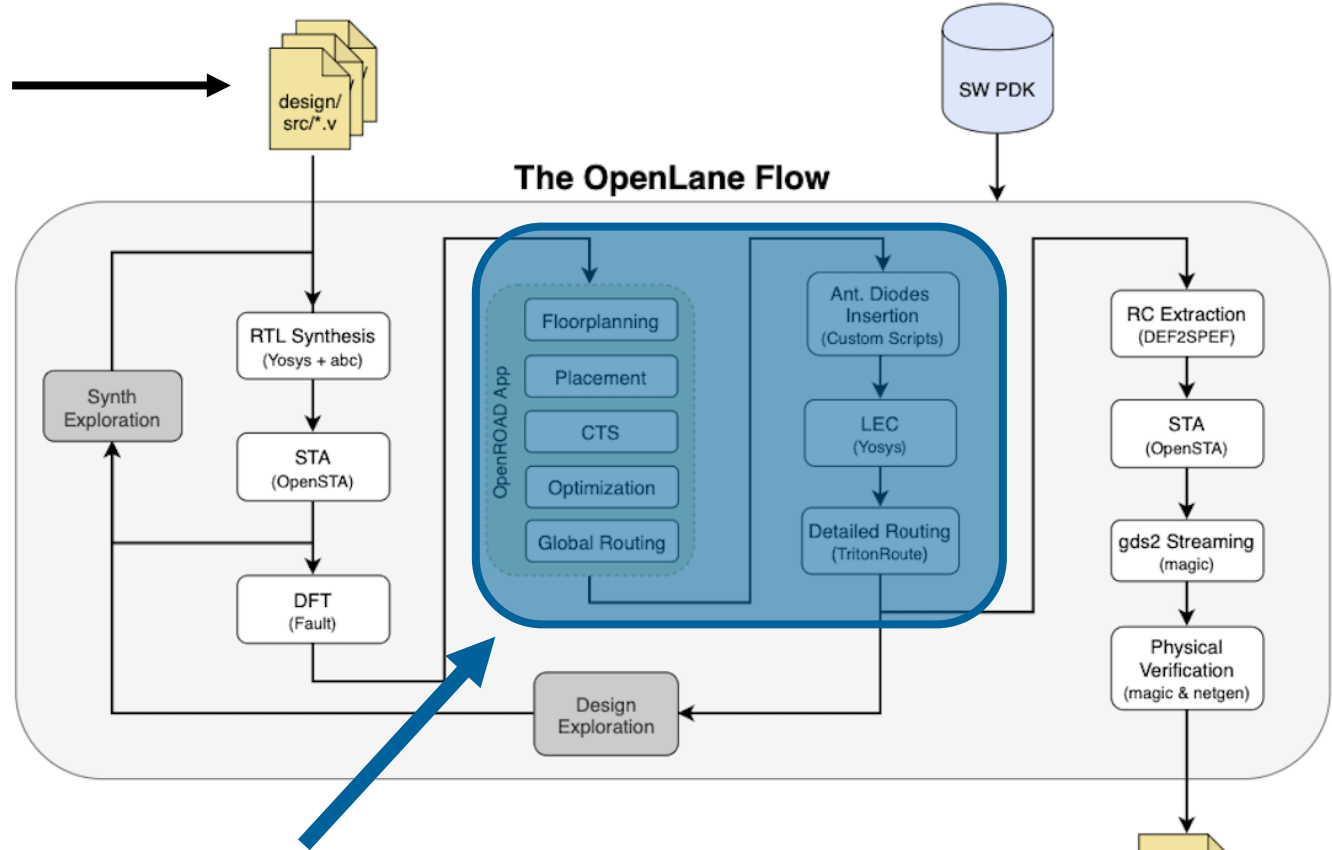 design/
src/*.v
SW PDK
The OpenLane Flow
RTL Synthesis
(Yosys + abc)
Synth
Exploration
STA
(OpenSTA)
DFT
(Fault)
OpenROAD App
Floorplanning
Placement
CTS
Optimization
Global Routing
Ant. Diodes
Insertion
(Custom Scripts)
LEC
(Yosys)
Detailed Routing
(TritonRoute)
Design
Exploration
RC Extraction
(DEF2SPEF)
STA
(OpenSTA)
gds2 Streaming
(magic)
Physical
Verification
(magic & netgen)